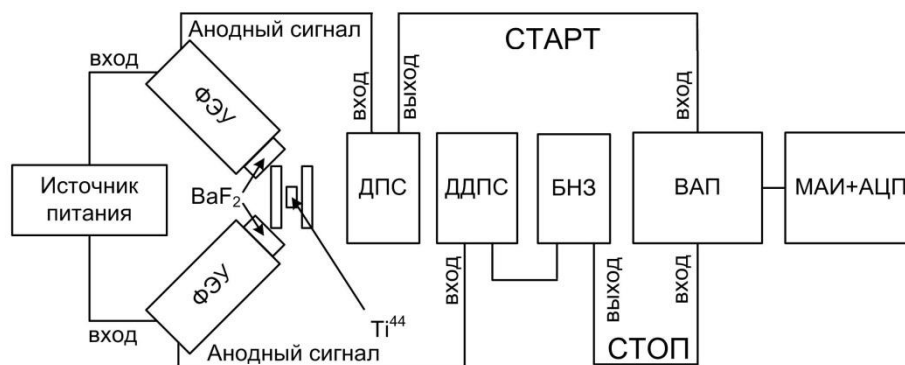 Анодный сигнал
СТАРТ
вход
ФЭУ
вход
выход
вход
Источник
питания
BaF2
ДПС
ДДПС
БНЗ
ВАП
МАИ+АЦП
ФЭУ
вход
выход
вход
вход
Ti44
Анодный сигнал
СТОП